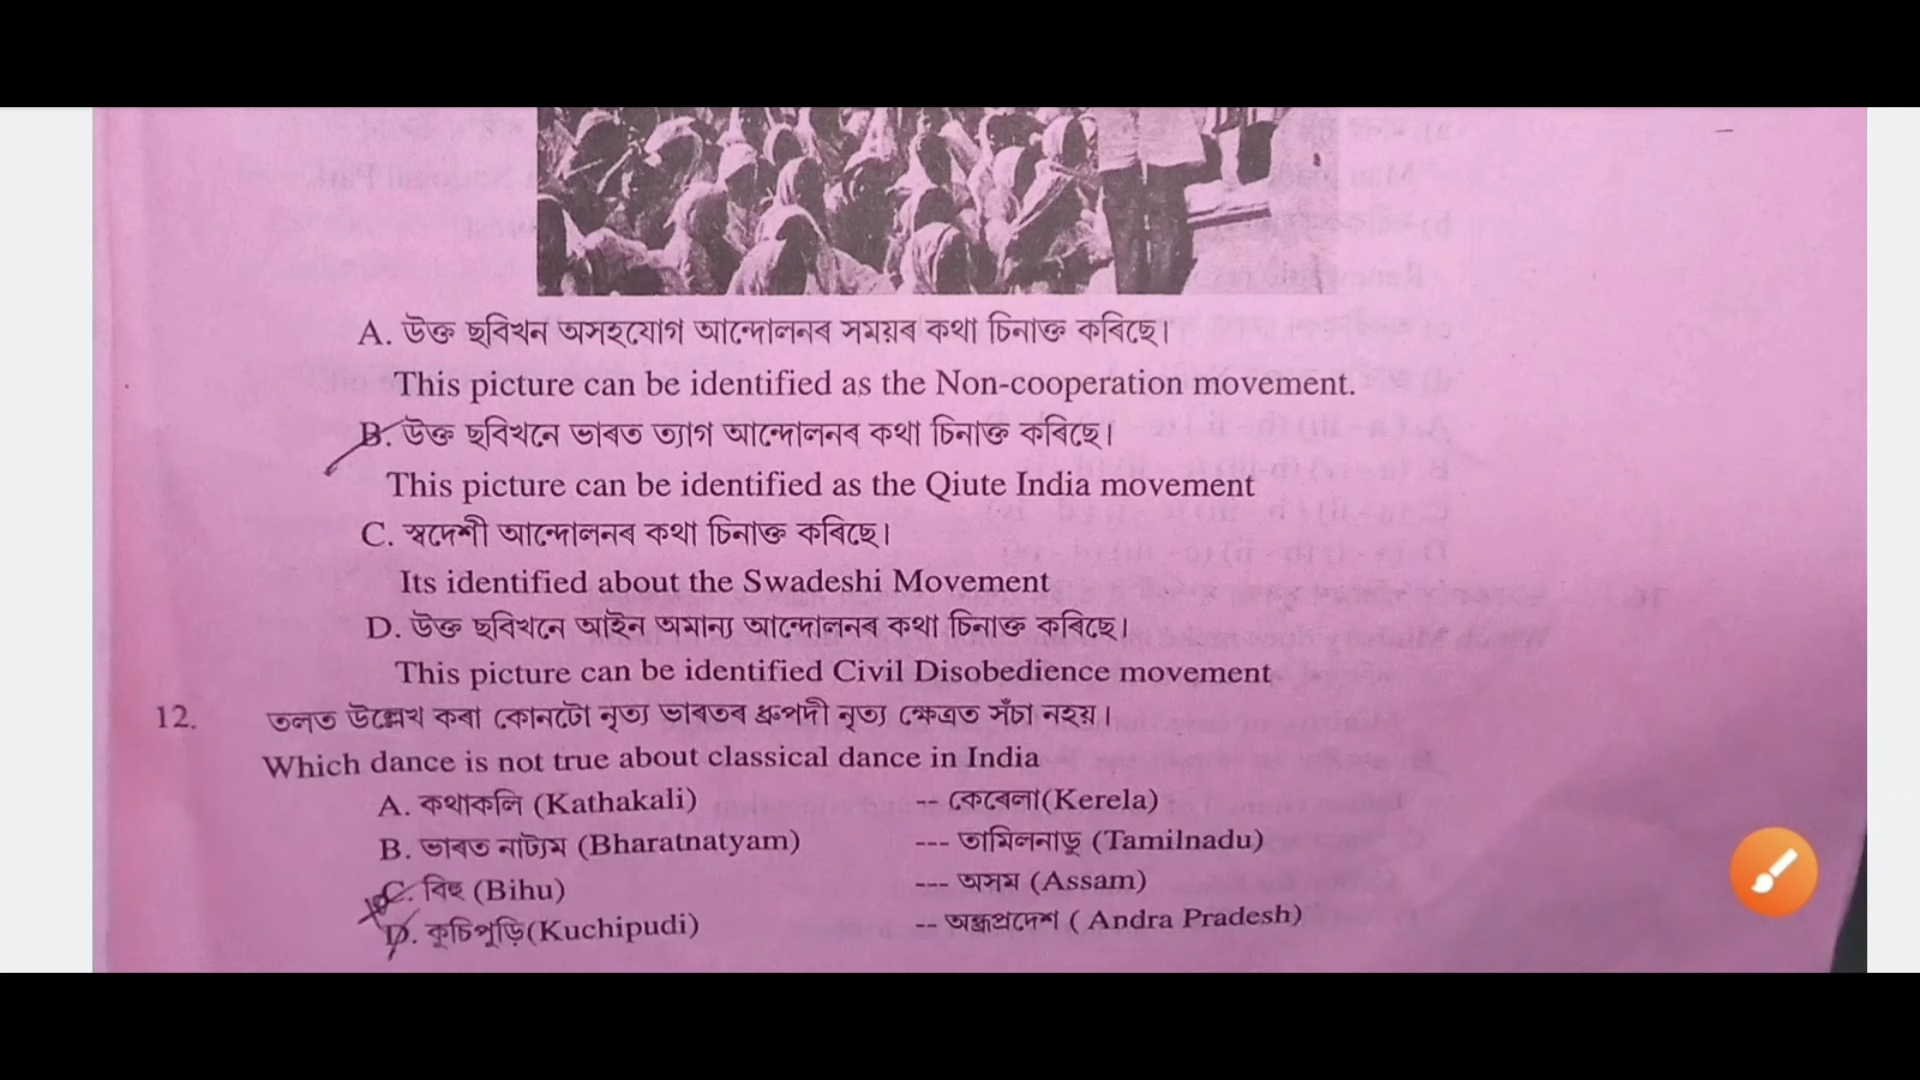 A. উক্ত ছবিখন অসহযোগ আন্দোলনৰ সময়ৰ কথা চিনাক্ত কৰিছে।
This picture can be identified as the Non-cooperation movement.
B. উক্ত ছবিখনে ভাৰত ত্যাগ আন্দোলনৰ কথা চিনাক্ত কৰিছে।
This picture can be identified as the Qiute India movement
C. স্বদেশী আন্দোলনৰ কথা চিনাক্ত কৰিছে।
Its identified about the Swadeshi Movement
D. উক্ত ছবিখনে আইন অমান্য আন্দোলনৰ কথা চিনাক্ত কৰিছে।
This picture can be identified Civil Disobedience movement
12. তলত উল্লেখ কৰা কোনটো নৃত্য ভাৰতৰ ধ্ৰুপদী নৃত্য ক্ষেত্ৰত সঁচা নহয়।
Which dance is not true about classical dance in India
A. কথাকলি (Kathakali) -- কেৰেলা(Kerela)
B. ভাৰত নাট্যম (Bharatnatyam) --- তামিলনাডু (Tamilnadu)
C. বিহু (Bihu) --- অসম (Assam)
D. কুচিপুড়ি(Kuchipudi) -- অন্ধ্ৰপ্ৰদেশ ( Andra Pradesh)